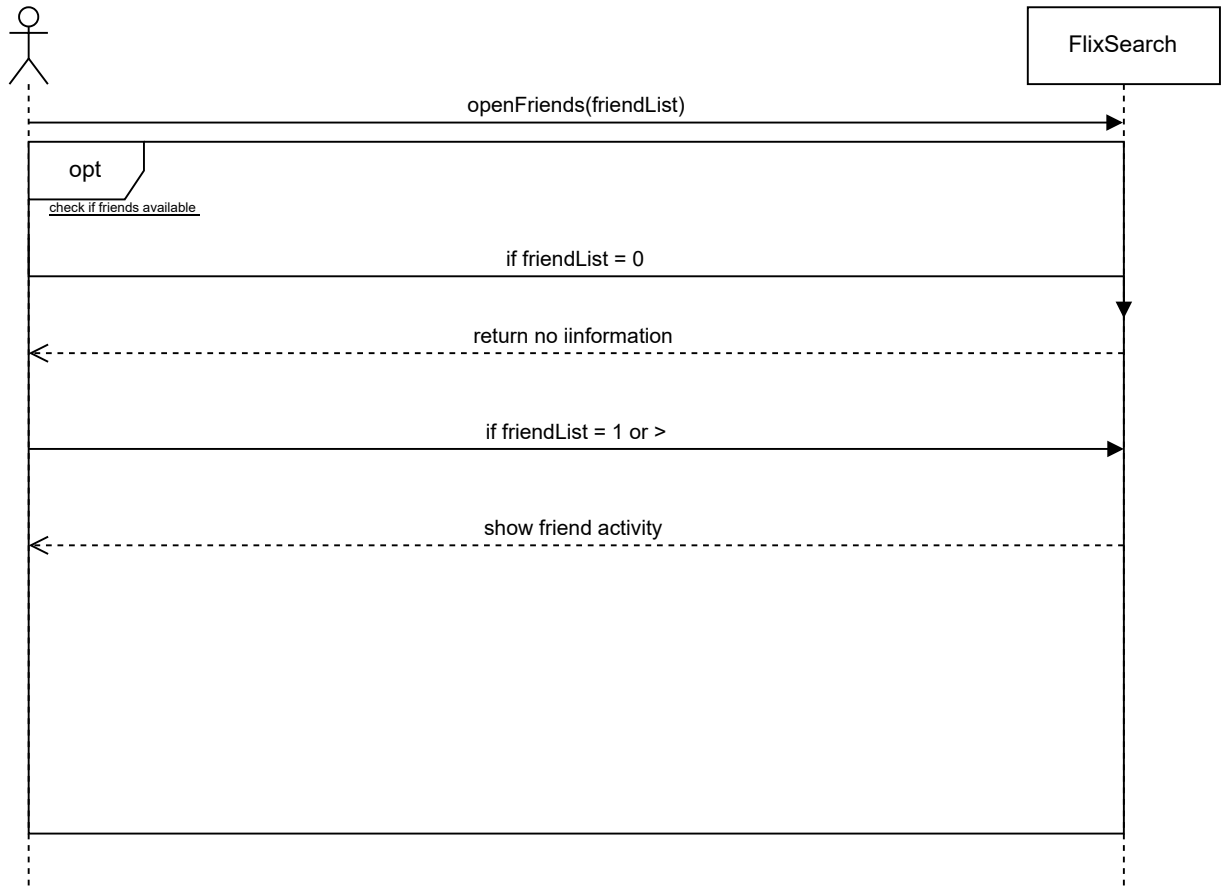 FlixSearch
openFriends(friendList)
opt
check if friends available
if friendList = 0
return no iinformation
if friendList = 1 or >
show friend activity